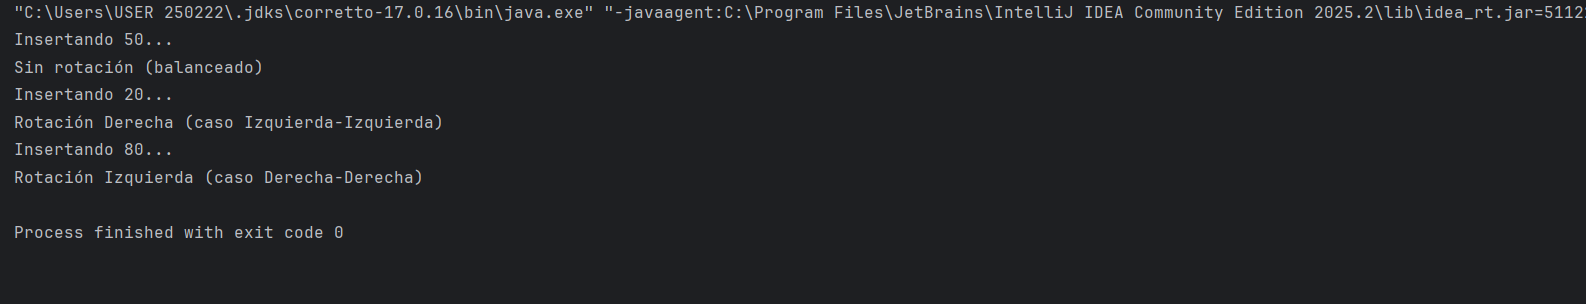 "C:\Users\USER 250222\.jdks\corretto-17.0.16\bin\java.exe" "-javaagent:C:\Program Files\JetBrains\IntelliJ IDEA Community Edition 2025.2\lib\idea_rt.jar=5112
Insertando 50...
Sin rotación (balanceado)
Insertando 20...
Rotación Derecha (caso Izquierda-Izquierda)
Insertando 80...
Rotación Izquierda (caso Derecha-Derecha)
Process finished with exit code 0